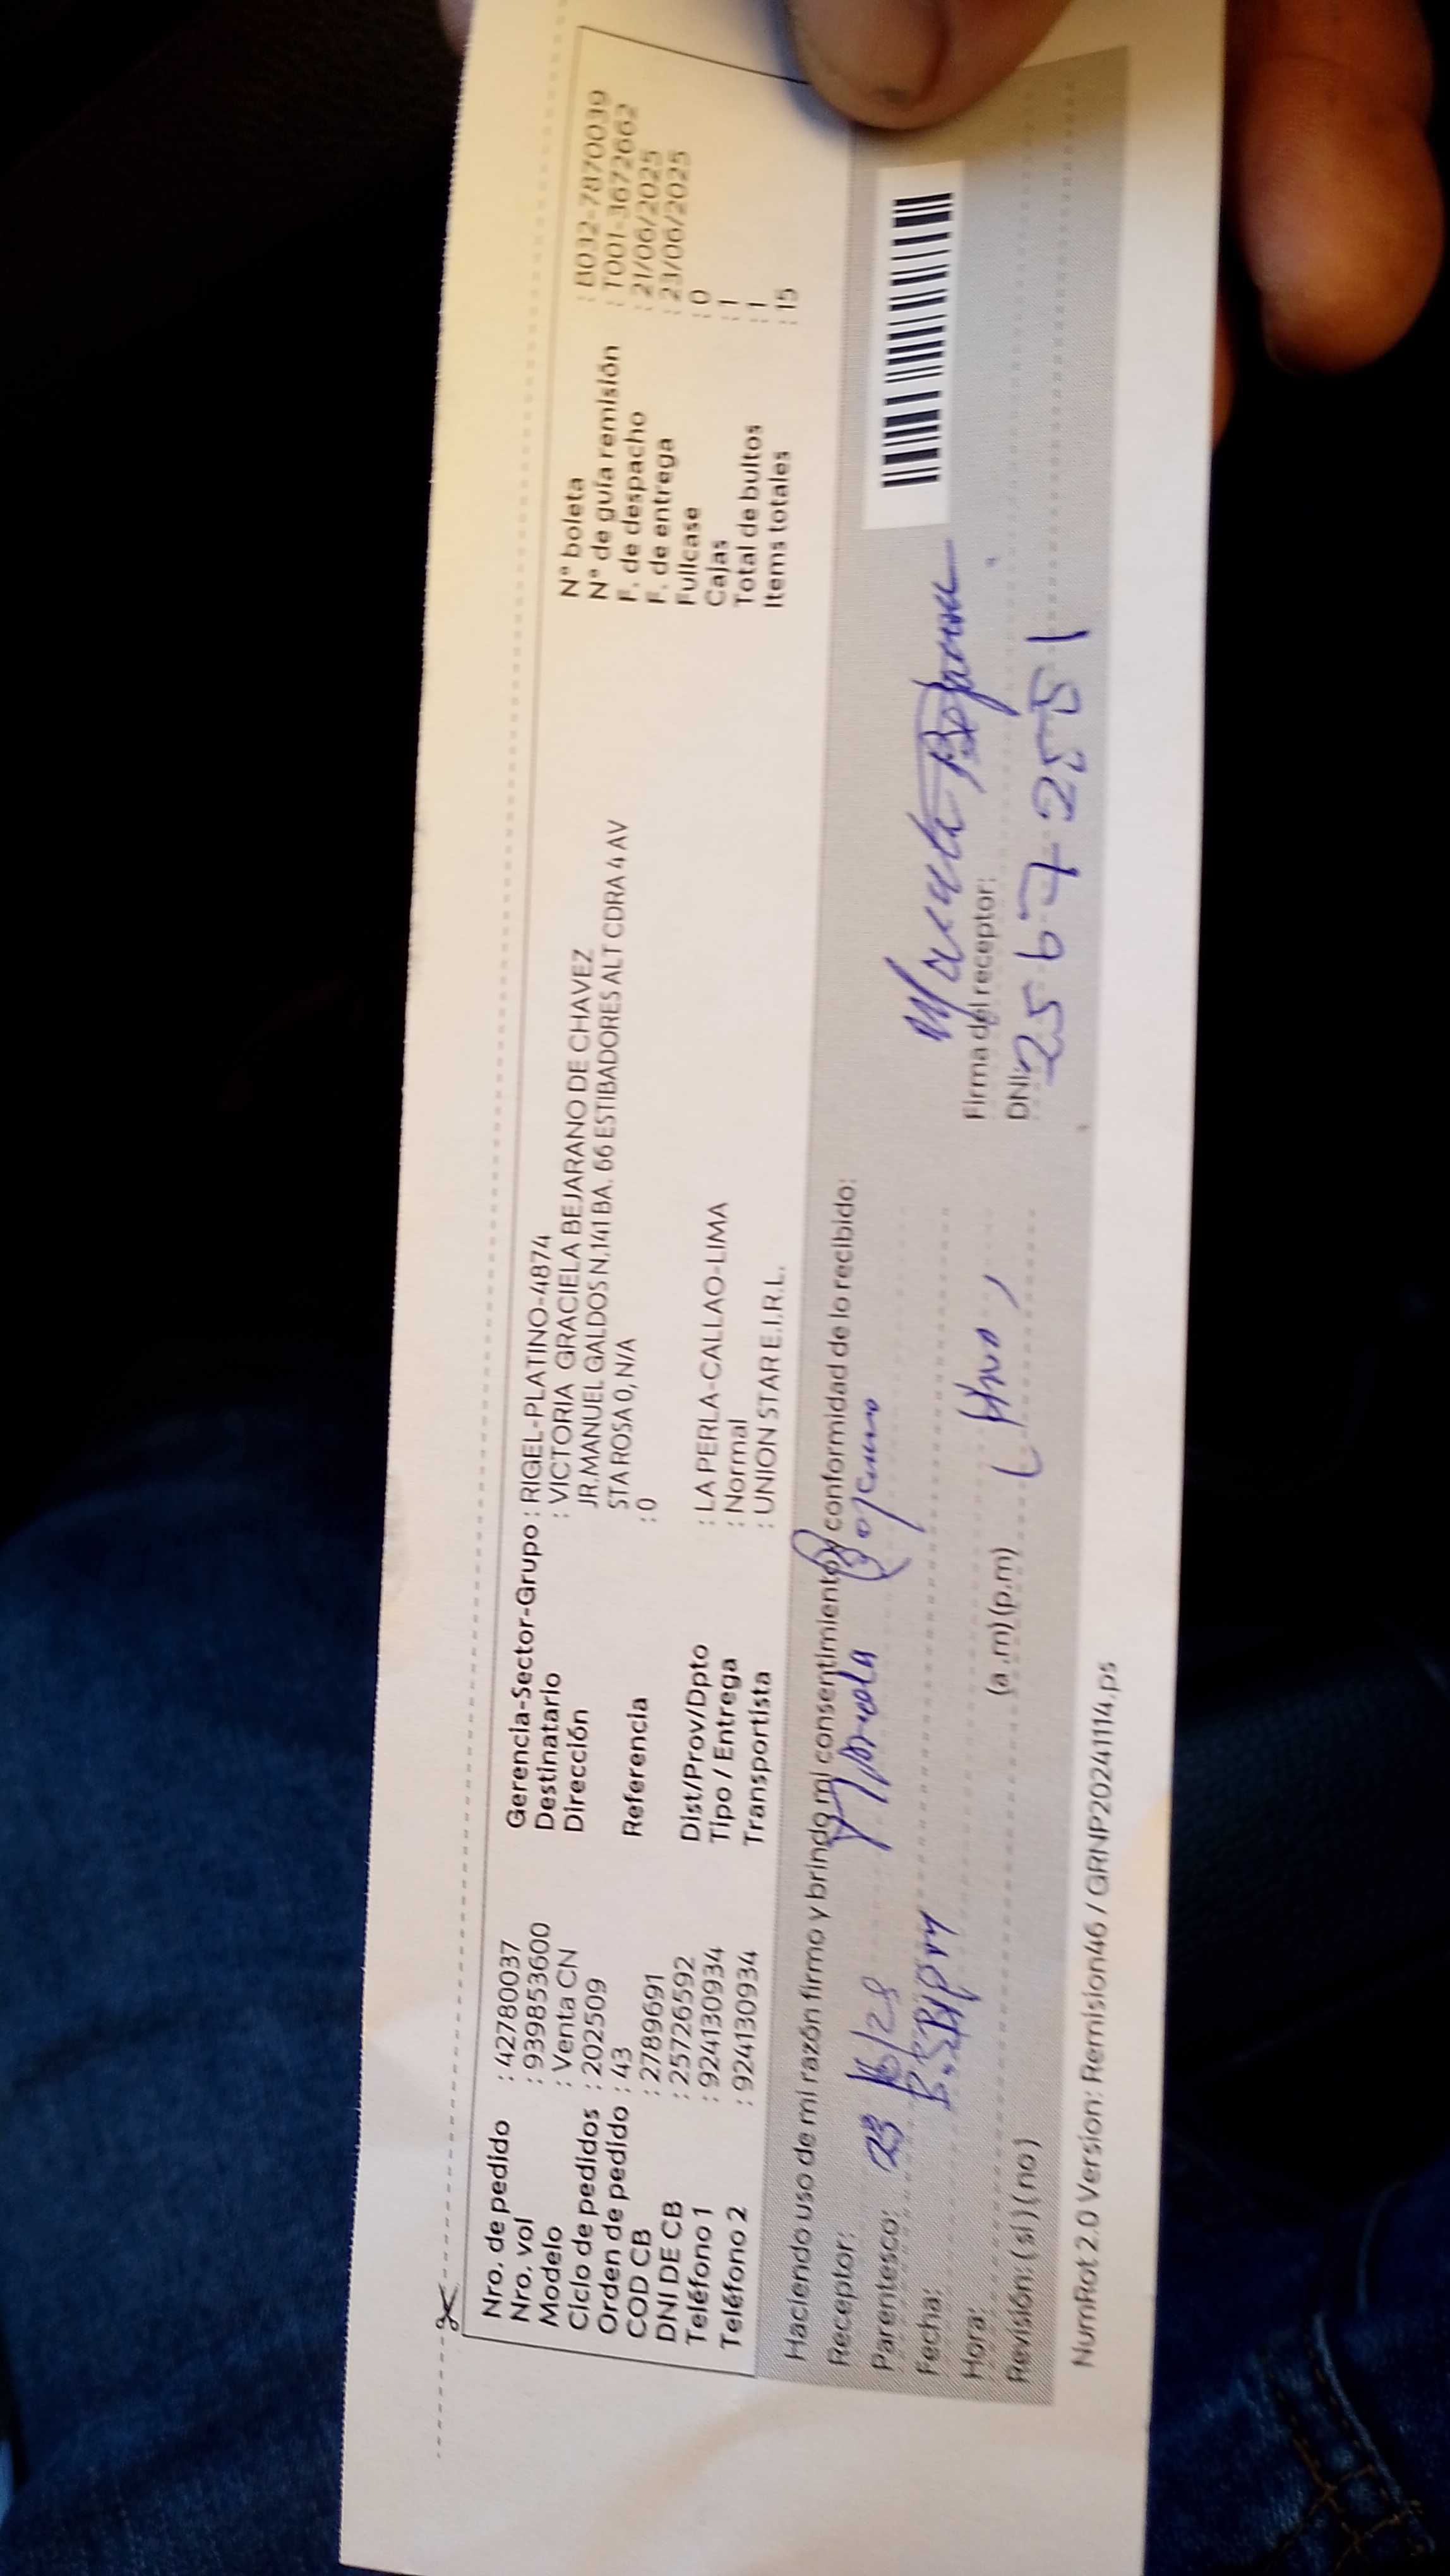 Nro. de pedido : 42780037
Nro. vol : 939853600
Modelo : Venta CN
Ciclo de pedidos : 202509
Orden de pedido : 43
COD CB : 2789691
DNI DE CB : 25726592
Teléfono 1 : 924130934
Teléfono 2 : 924130934
Gerencia-Sector-Grupo : RIGEL-PLATINO-4874
Destinatario : VICTORIA GRACIELA BEJARANO DE CHAVEZ
Dirección JR.MANUEL GALDOS N.141 BA. 66 ESTIBADORES ALT CDRA 4 AV
STA ROSA 0, N/A
Referencia : 0
Dist/Prov/Dpto : LA PERLA-CALLAO-LIMA
Tipo / Entrega : Normal
Transportista : UNION STAR E.I.R.L.
N° boleta : B032-7870039
N° de guía remisión : T001-3672662
F. de despacho : 21/06/2025
F. de entrega : 23/06/2025
Fullcase : 0
Cajas : 1
Total de bultos : 1
Items totales : 15
Haciendo uso de mi razón firmo y brindo mi consentimiento y conformidad de lo recibido:
Receptor:
Parentesco:
Fecha:
Hora: (a.m) (p.m)
Revisión: (si) (no)
Firma del receptor:
DNI: 25672551
NumRot 2.0 Version: Remision46 / GRNP20241114.ps